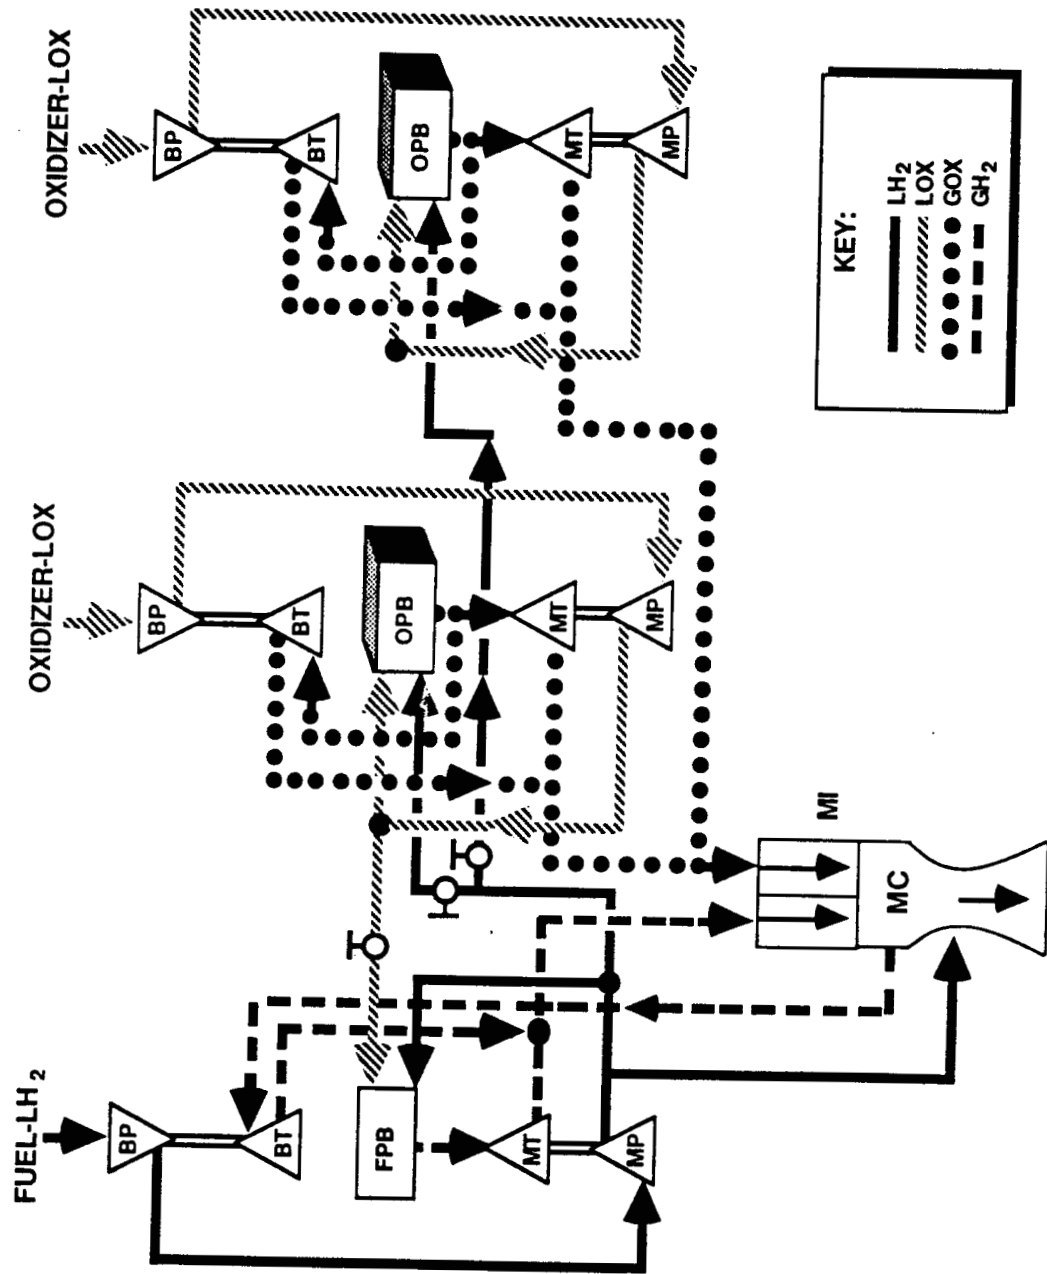 FUEL-LH2
OXIDIZER-LOX
OXIDIZER-LOX
BP
BP
BP
BT
BT
BT
FPB
OPB
OPB
MT
MT
MT
MP
MP
MP
MI
MC
KEY:
LH2
LOX
GOX
GH2